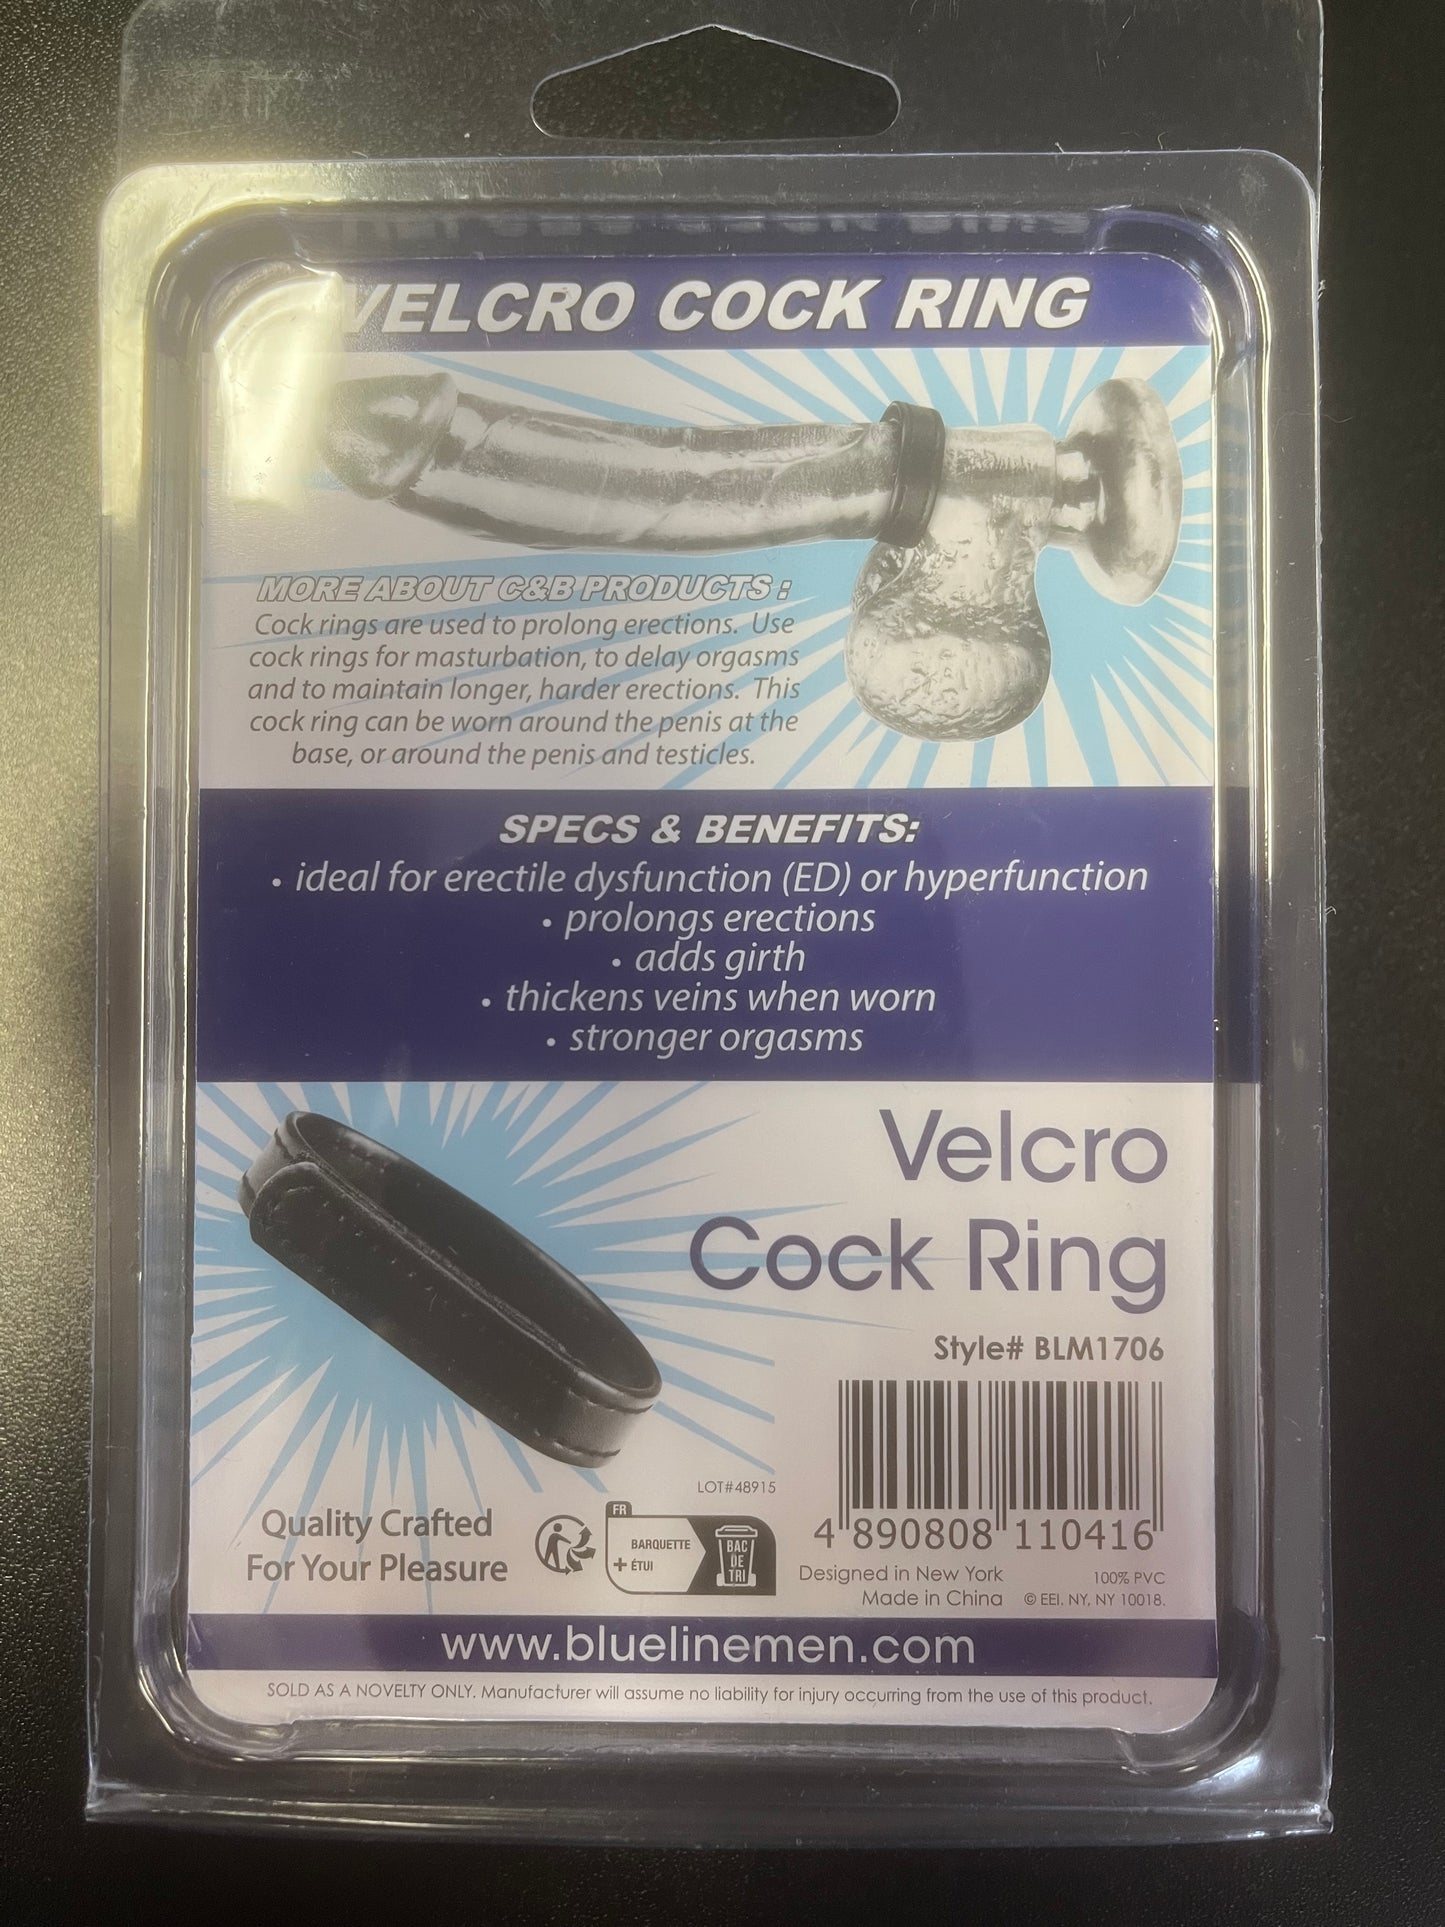 VELCRO COCK RING
MORE ABOUT C&B PRODUCTS :
Cock rings are used to prolong erections. Use
cock rings for masturbation, to delay orgasms
and to maintain longer, harder erections. This
cock ring can be worn around the penis at the
base, or around the penis and testicles.
SPECS & BENEFITS:
• ideal for erectile dysfunction (ED) or hyperfunction
• prolongs erections
• adds girth
• thickens veins when worn
• stronger orgasms
Velcro
Cock Ring
Style# BLM1706
LOT#48915
4 890808 110416
Quality Crafted
For Your Pleasure
FR
BARQUETTE
+ ÉTUI
BAC
DE
TRI
Designed in New York
Made in China
100% PVC
© EEI. NY, NY 10018.
www.bluelinemen.com
SOLD AS A NOVELTY ONLY. Manufacturer will assume no liability for injury occurring from the use of this product.